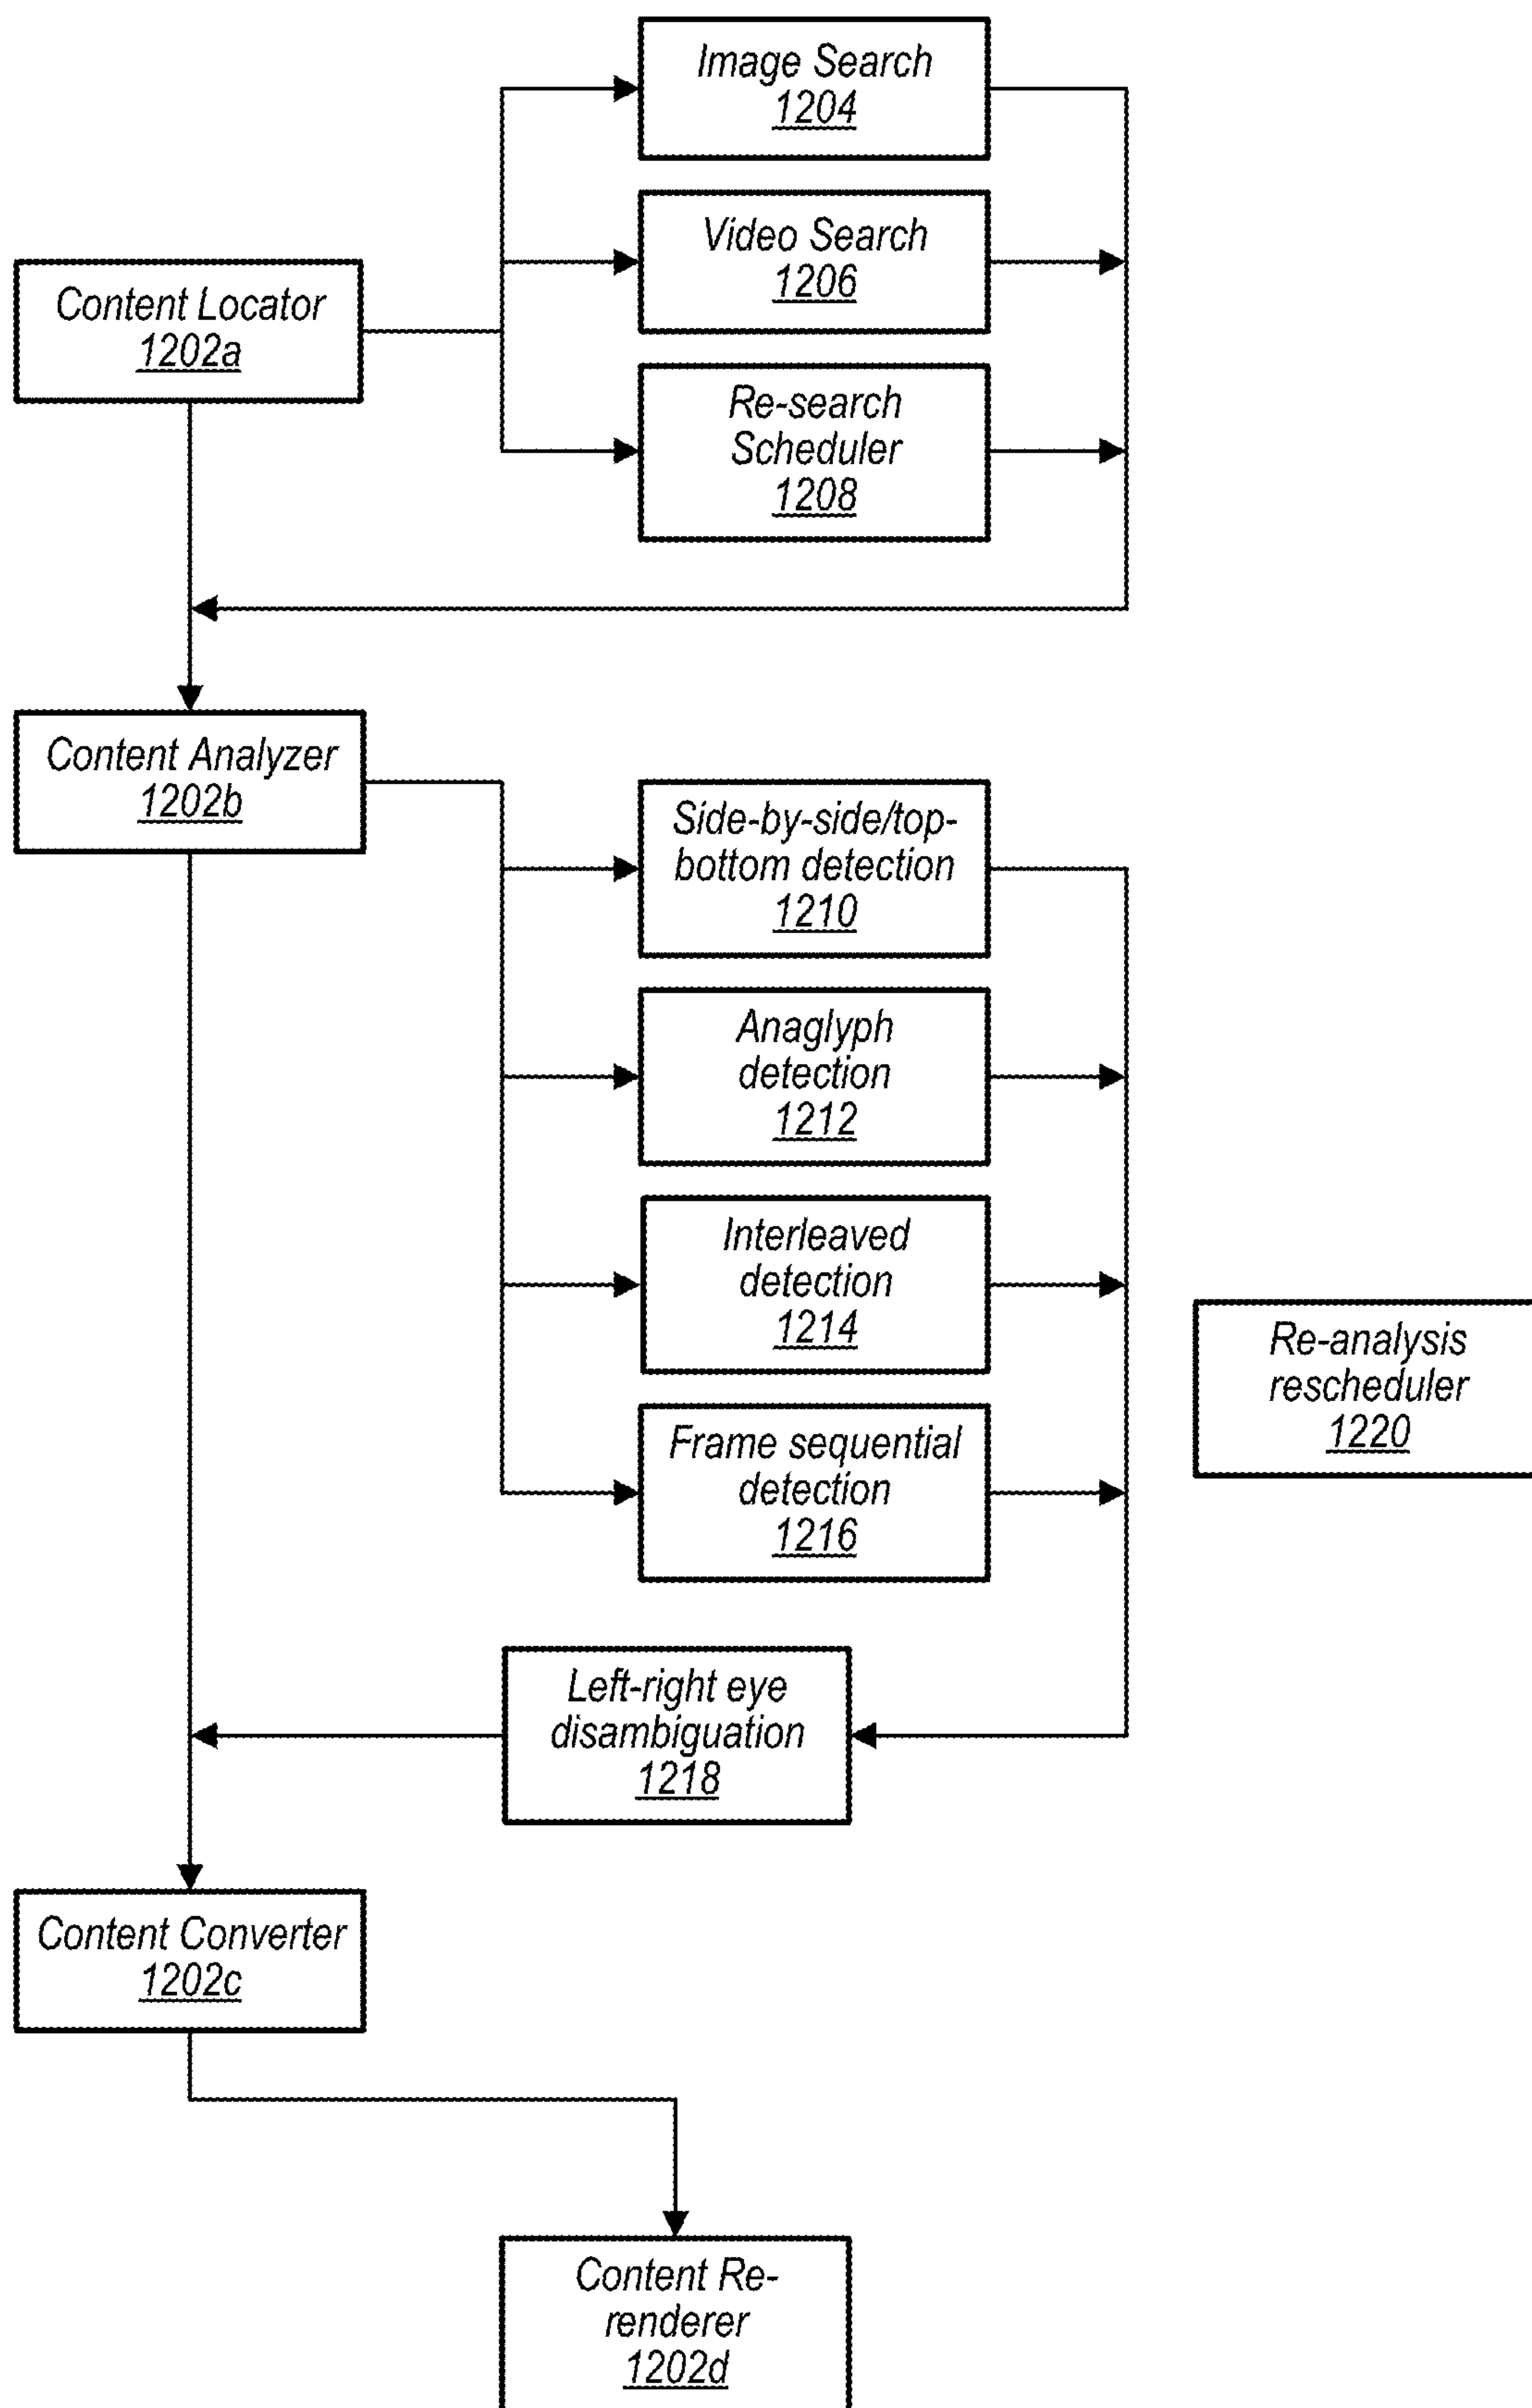 Image Search
1204
Video Search
1206
Content Locator
1202a
Re-search
Scheduler
1208
Content Analyzer
1202b
Side-by-side/top-
bottom detection
1210
Anaglyph
detection
1212
Interleaved
detection
1214
Re-analysis
rescheduler
1220
Frame sequential
detection
1216
Left-right eye
disambiguation
1218
Content Converter
1202c
Content Re-
renderer
1202d